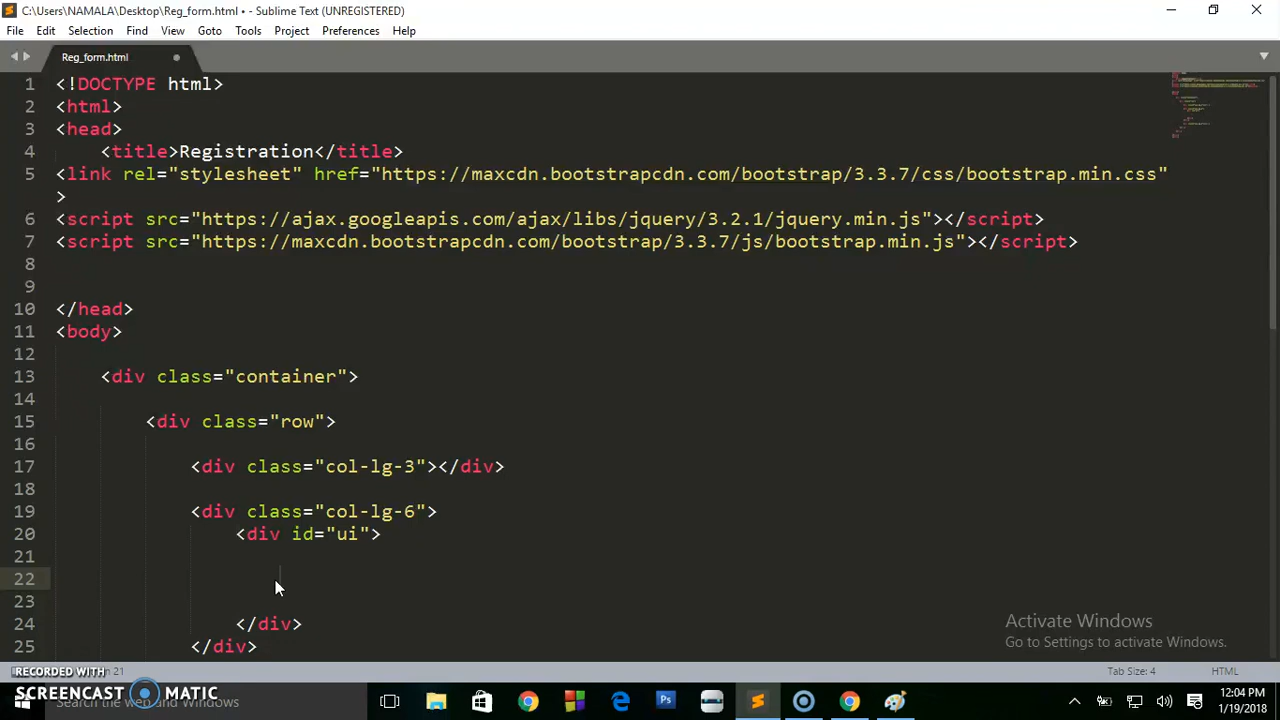 C:\Users\NAMALA\Desktop\Reg_form.html • - Sublime Text (UNREGISTERED)
File Edit Selection Find View Goto Tools Project Preferences Help
Reg_form.html
1 <!DOCTYPE html>
2 <html>
3 <head>
4 <title>Registration</title>
5 <link rel="stylesheet" href="https://maxcdn.bootstrapcdn.com/bootstrap/3.3.7/css/bootstrap.min.css"
>
6 <script src="https://ajax.googleapis.com/ajax/libs/jquery/3.2.1/jquery.min.js"></script>
7 <script src="https://maxcdn.bootstrapcdn.com/bootstrap/3.3.7/js/bootstrap.min.js"></script>
8
9
10 </head>
11 <body>
12
13 <div class="container">
14
15 <div class="row">
16
17 <div class="col-lg-3"></div>
18
19 <div class="col-lg-6">
20 <div id="ui">
21
22
23
24 </div>
25 </div>
Activate Windows
Go to Settings to activate Windows.
RECORDED WITH
SCREENCAST MATIC
21
Tab Size: 4
HTML
Search the web and Windows
12:04 PM
1/19/2018